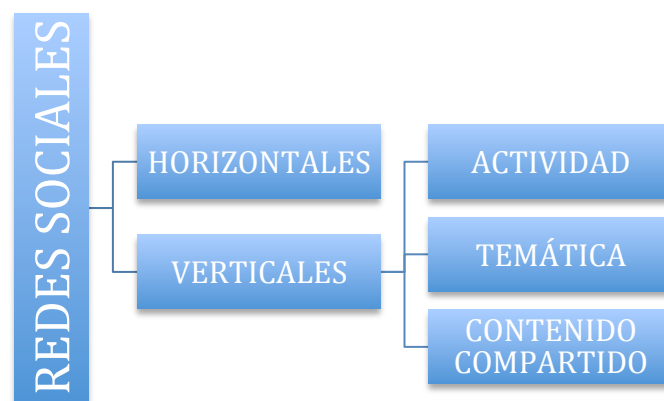 REDES SOCIALES
HORIZONTALES
VERTICALES
ACTIVIDAD
TEMÁTICA
CONTENIDO
COMPARTIDO